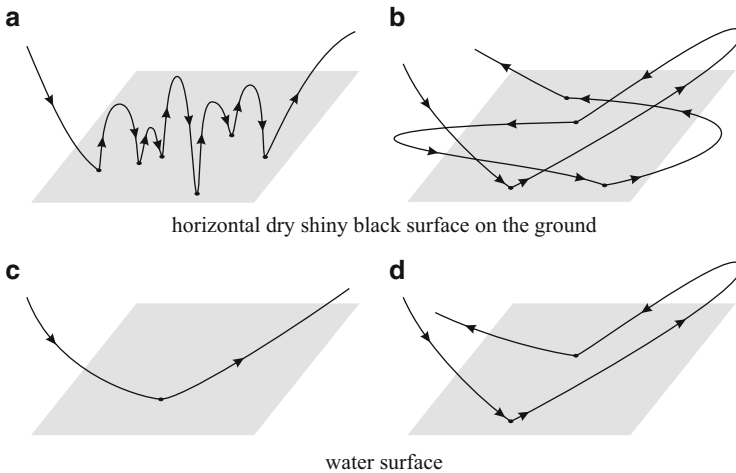 a
b
horizontal dry shiny black surface on the ground
c
d
water surface